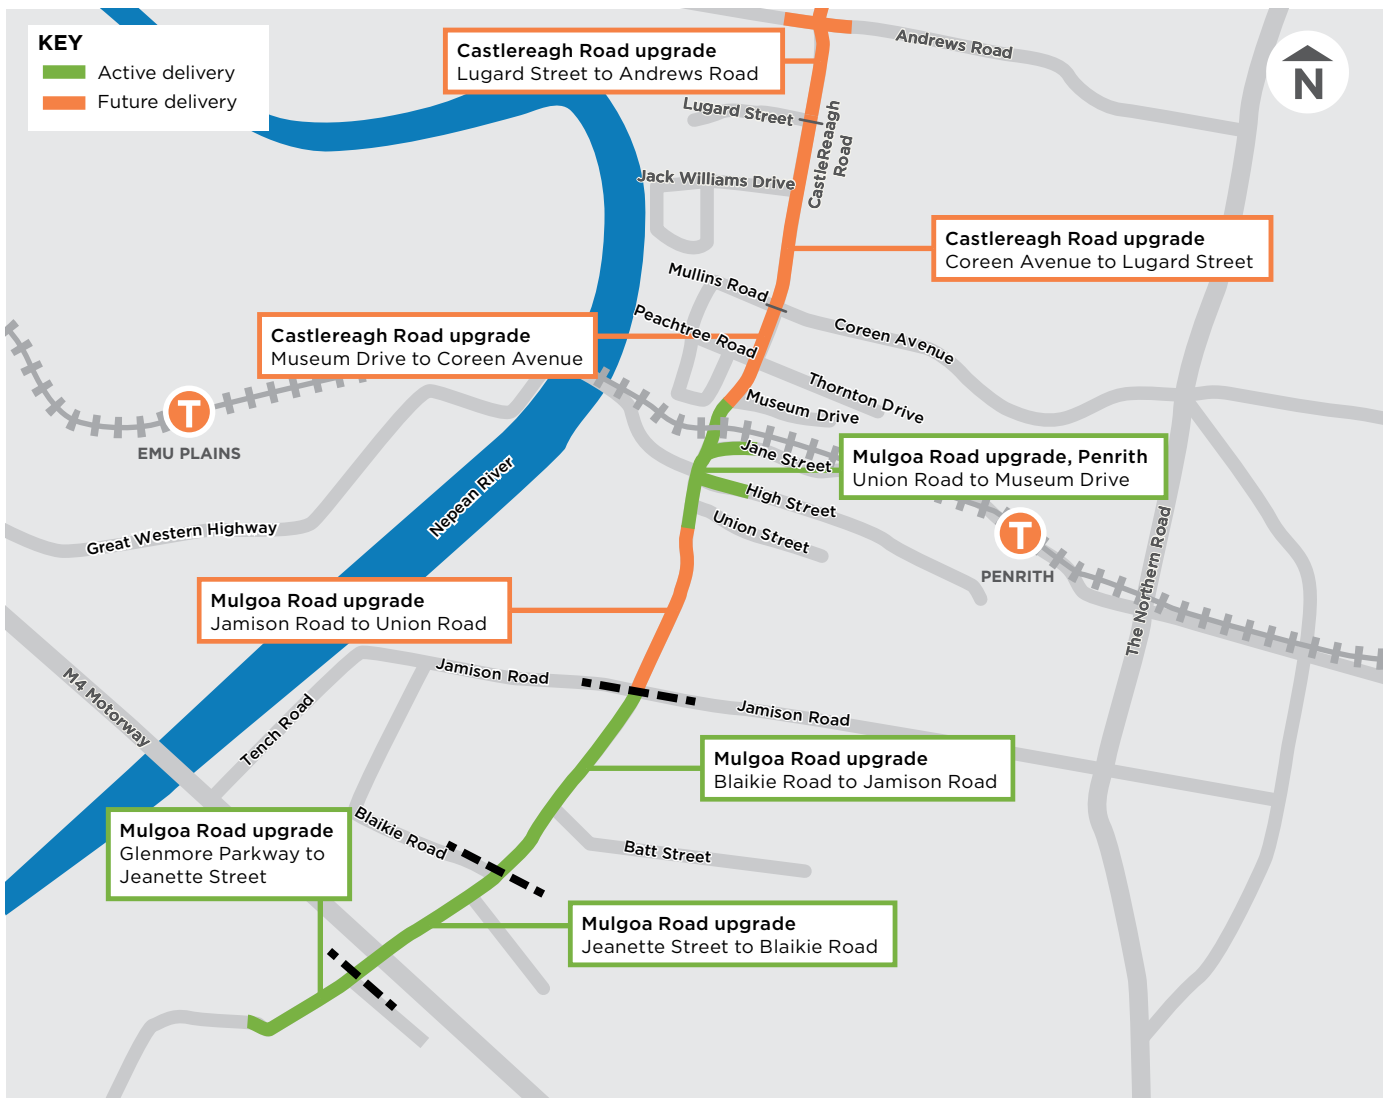 KEY
Active delivery
Future delivery
Castlereagh Road upgrade
Lugard Street to Andrews Road
Andrews Road
N
Lugard Street
CastleReaagh
Road
Jack Williams Drive
Castlereagh Road upgrade
Coreen Avenue to Lugard Street
Mullins Road
Peachtree Road
Coreen Avenue
Castlereagh Road upgrade
Museum Drive to Coreen Avenue
Thornton Drive
Museum Drive
T
EMU PLAINS
Jane Street
Mulgoa Road upgrade, Penrith
Union Road to Museum Drive
High Street
Union Street
Nepean River
Great Western Highway
T
PENRITH
The Northern Road
Mulgoa Road upgrade
Jamison Road to Union Road
Jamison Road
M4 Motorway
Tench Road
Jamison Road
Mulgoa Road upgrade
Blaikie Road to Jamison Road
Mulgoa Road upgrade
Glenmore Parkway to
Jeanette Street
Blaikie Road
Batt Street
Mulgoa Road upgrade
Jeanette Street to Blaikie Road